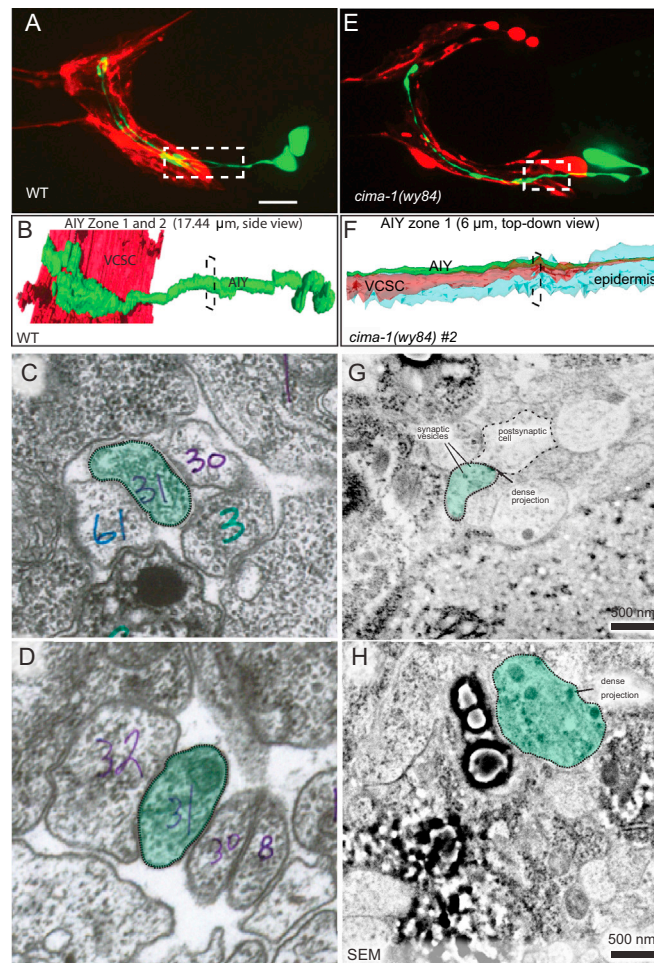 A
WT
E
cima-1(wy84)
B
AIY Zone 1 and 2 (17.44 µm, side view)
VCSC
AIY
WT
F
AIY zone 1 (6 µm, top-down view)
AIY
VCSC
epidermis
cima-1(wy84) #2
C
30
31
61
3
G
synaptic
vesicles
postsynaptic
cell
dense
projection
500 nm
D
32
31
30
8
H
dense
projection
SEM
500 nm